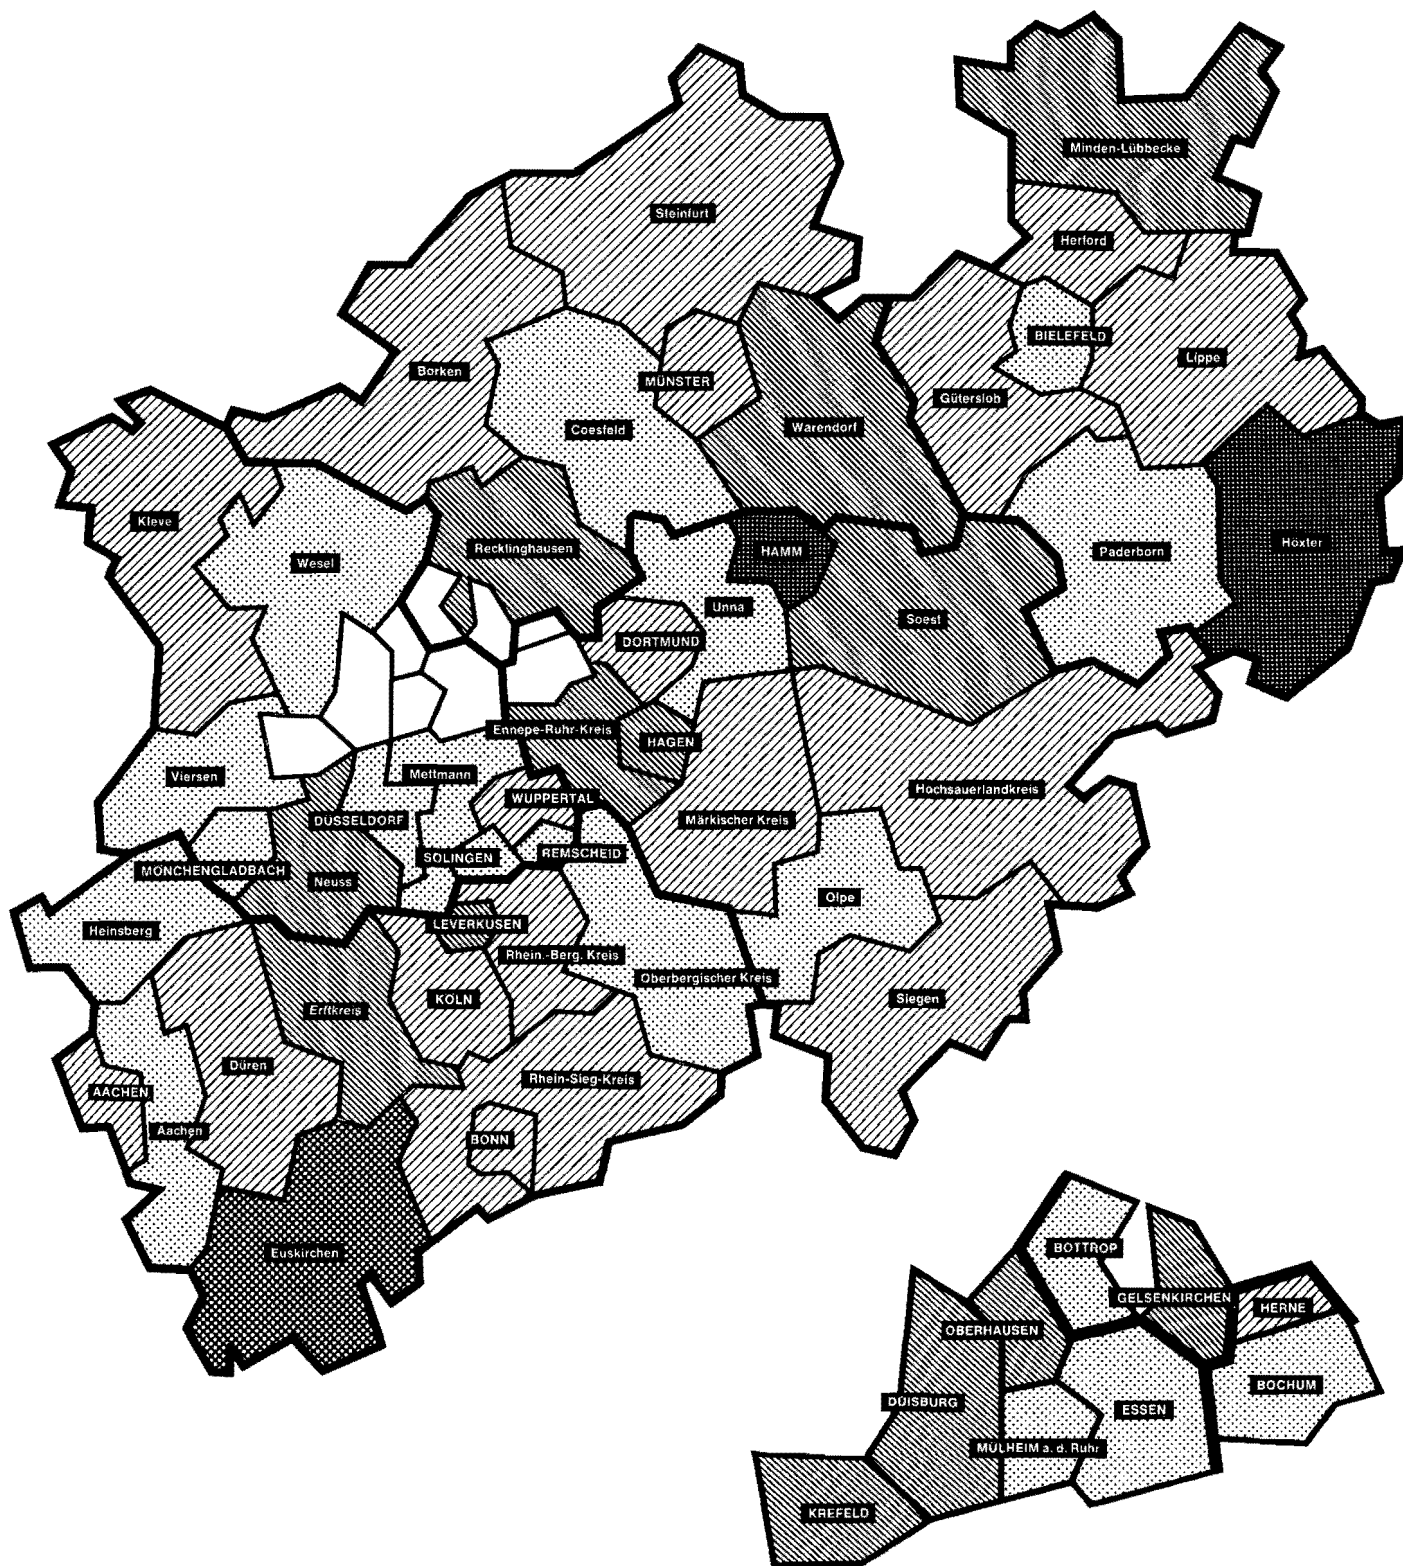 Minden-Lübbecke
Steinfurt
Herford
BIELEFELD
Lippe
Borken
MÜNSTER
Gütersloh
Coesfeld
Warendorf
Kleve
Recklinghausen
HAMM
Paderborn
Höxter
Wesel
Unna
Soest
DORTMUND
Ennepe-Ruhr-Kreis
HAGEN
Viersen
Mettmann
Hochsauerlandkreis
WUPPERTAL
DÜSSELDORF
Märkischer Kreis
SOLINGEN
REMSCHEID
MÖNCHENGLADBACH
Neuss
Olpe
Heinsberg
LEVERKUSEN
Rhein.-Berg. Kreis
Oberbergischer Kreis
Erftkreis
KÖLN
Siegen
Düren
Rhein-Sieg-Kreis
AACHEN
Aachen
BONN
Euskirchen
BOTTROP
GELSENKIRCHEN
HERNE
OBERHAUSEN
BOCHUM
DUISBURG
ESSEN
MÜLHEIM a. d. Ruhr
KREFELD